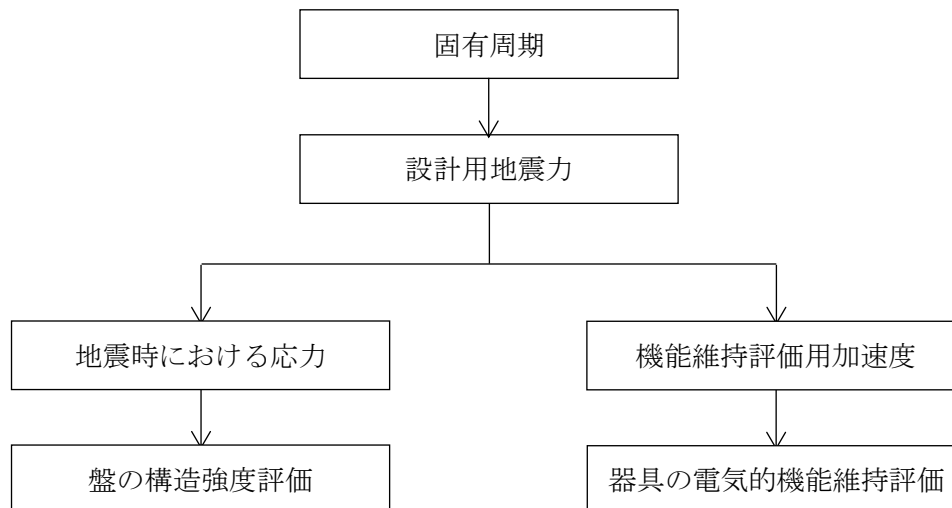 固有周期
設計用地震力
地震時における応力
機能維持評価用加速度
盤の構造強度評価
器具の電気的機能維持評価